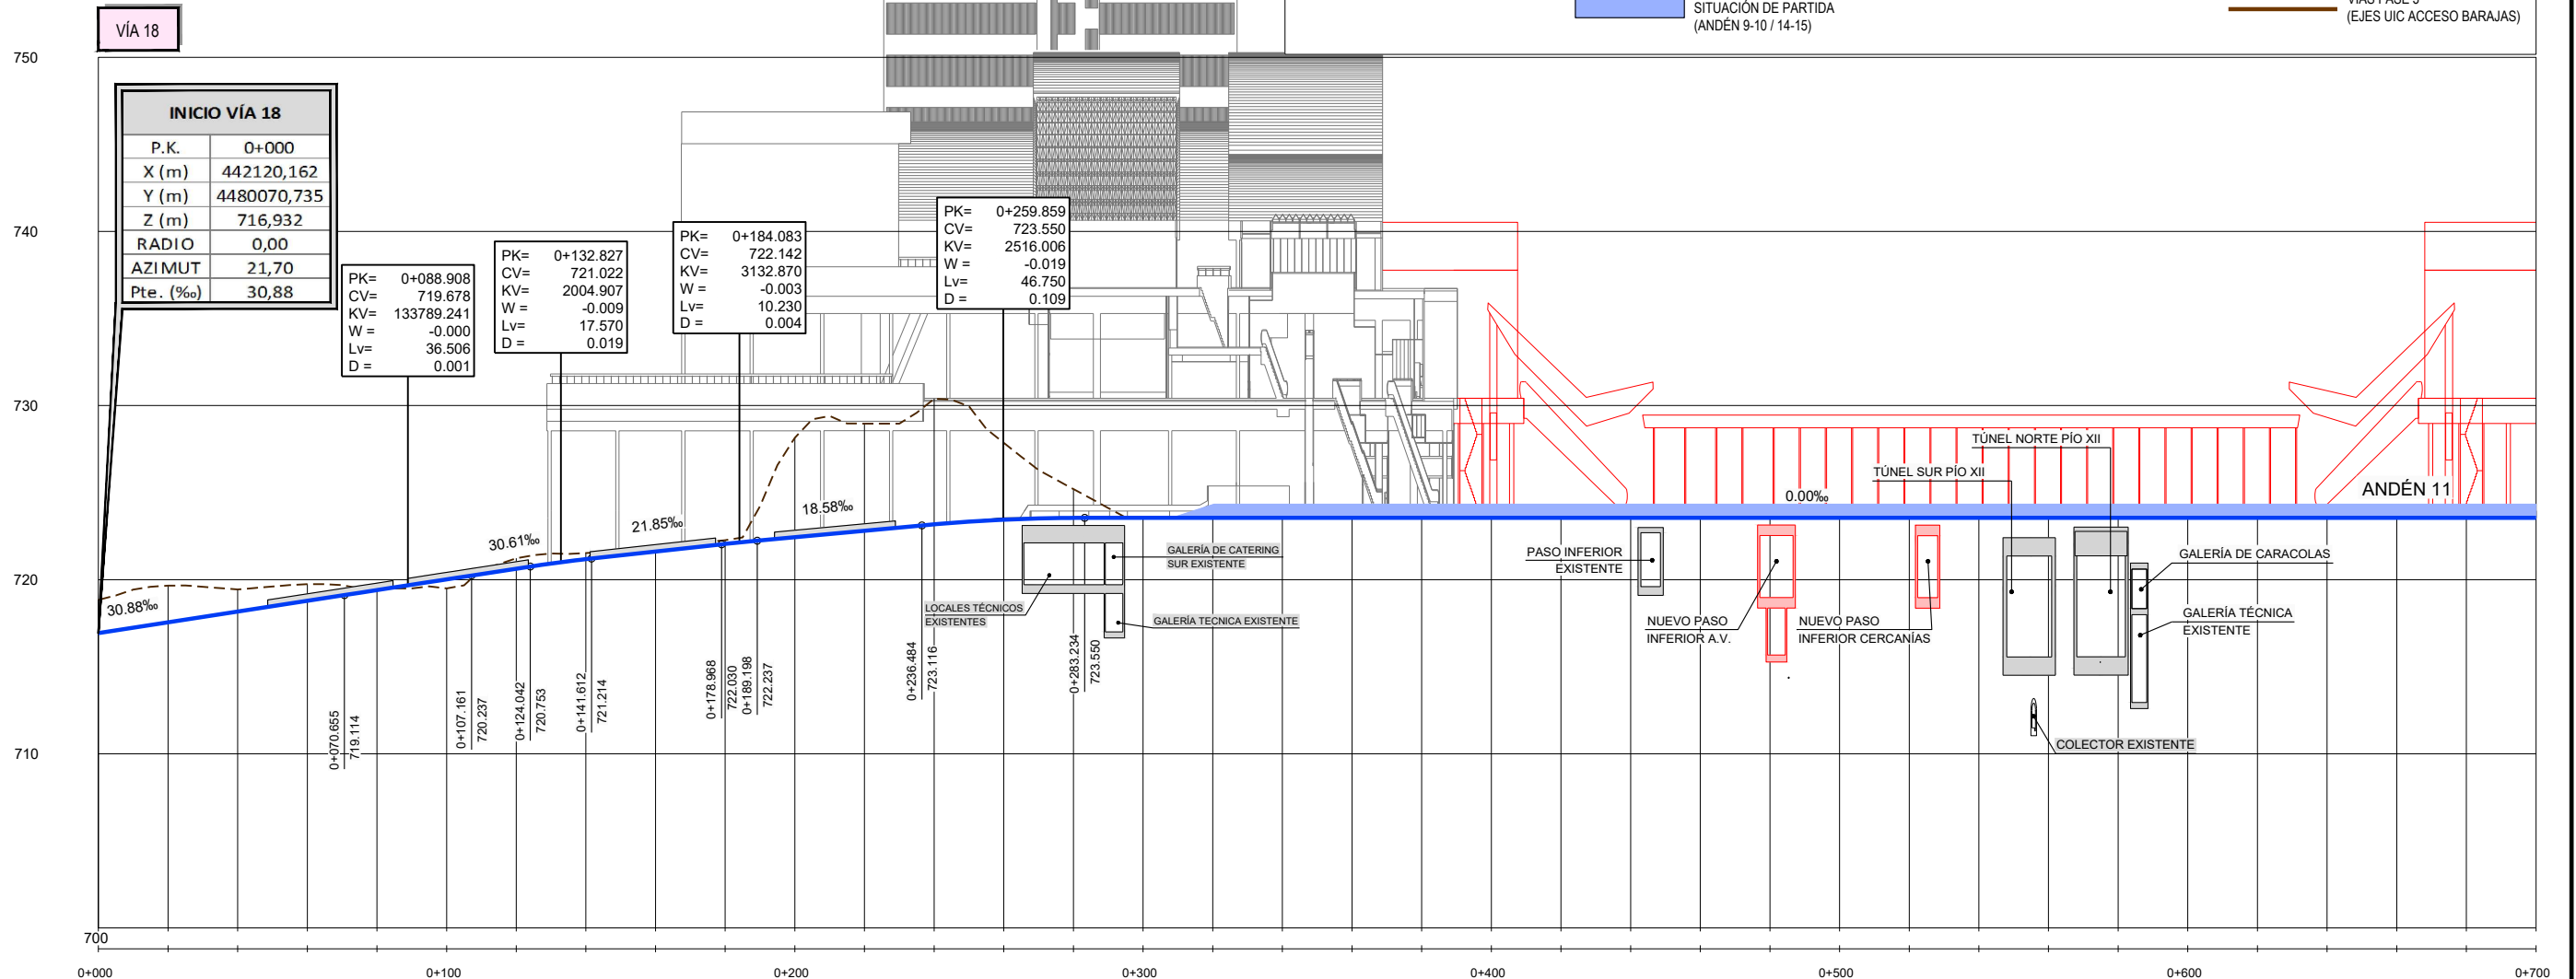 VÍA 18
SITUACIÓN DE PARTIDA
(ANDÉN 9-10 / 14-15)
(EJES UIC ACCESO BARAJAS)
750
740
730
720
710
700
INICIO VÍA 18
P.K. 0+000
X (m) 442120,162
Y (m) 4480070,735
Z (m) 716,932
RADIO 0,00
AZIMUT 21,70
Pte. (‰) 30,88
PK= 0+088.908
CV= 719.678
KV= 133789.241
W = -0.000
Lv= 36.506
D = 0.001
PK= 0+132.827
CV= 721.022
KV= 2004.907
W = -0.009
Lv= 17.570
D = 0.019
PK= 0+184.083
CV= 722.142
KV= 3132.870
W = -0.003
Lv= 10.230
D = 0.004
PK= 0+259.859
CV= 723.550
KV= 2516.006
W = -0.019
Lv= 46.750
D = 0.109
30.88‰
30.61‰
21.85‰
18.58‰
0.00‰
ANDÉN 11
TÚNEL NORTE PÍO XII
TÚNEL SUR PÍO XII
GALERÍA DE CATERING
SUR EXISTENTE
LOCALES TÉCNICOS
EXISTENTES
GALERÍA TECNICA EXISTENTE
PASO INFERIOR
EXISTENTE
NUEVO PASO
INFERIOR A.V.
NUEVO PASO
INFERIOR CERCANÍAS
GALERÍA DE CARACOLAS
GALERÍA TÉCNICA
EXISTENTE
COLECTOR EXISTENTE
0+070.655
719.114
0+107.161
720.237
0+124.042
720.753
0+141.612
721.214
0+178.968
722.030
0+189.198
722.237
0+236.484
723.116
0+283.234
723.550
0+000
0+100
0+200
0+300
0+400
0+500
0+600
0+700